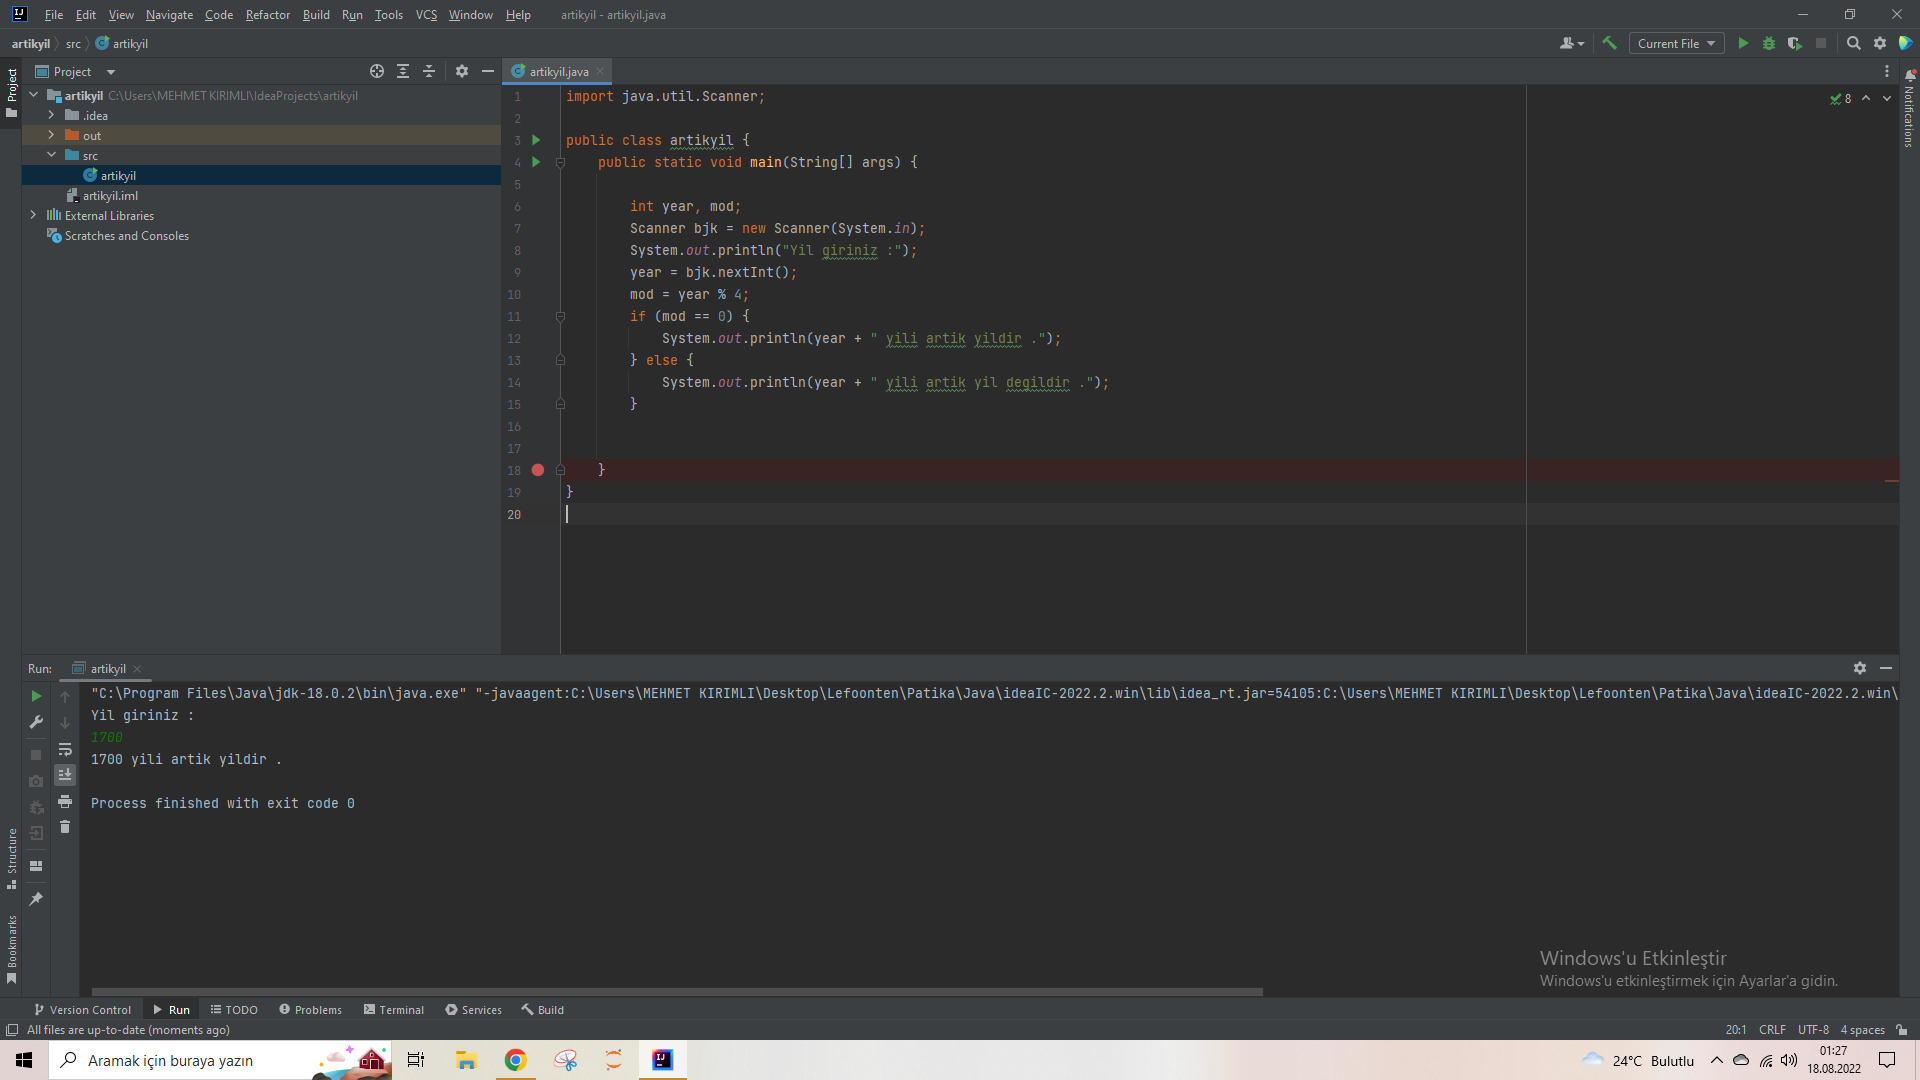 File Edit View Navigate Code Refactor Build Run Tools VCS Window Help artikyil - artikyil.java
artikyil src artikyil Current File
Project
artikyil.java
artikyil C:\Users\MEHMET KIRIMLI\IdeaProjects\artikyil
.idea
out
src
artikyil
artikyil.iml
External Libraries
Scratches and Consoles
Project
Structure
Bookmarks
Notifications
8
1 import java.util.Scanner;
2
3 public class artikyil {
4 public static void main(String[] args) {
5
6 int year, mod;
7 Scanner bjk = new Scanner(System.in);
8 System.out.println("Yil giriniz :");
9 year = bjk.nextInt();
10 mod = year % 4;
11 if (mod == 0) {
12 System.out.println(year + " yili artik yildir .");
13 } else {
14 System.out.println(year + " yili artik yil degildir .");
15 }
16
17
18 }
19 }
20
Run: artikyil
"C:\Program Files\Java\jdk-18.0.2\bin\java.exe" "-javaagent:C:\Users\MEHMET KIRIMLI\Desktop\Lefoonten\Patika\Java\ideaIC-2022.2.win\lib\idea_rt.jar=54105:C:\Users\MEHMET KIRIMLI\Desktop\Lefoonten\Patika\Java\ideaIC-2022.2.win\
Yil giriniz :
1700
1700 yili artik yildir .
Process finished with exit code 0
Windows'u Etkinleştir
Windows'u etkinleştirmek için Ayarlar'a gidin.
Version Control Run TODO Problems Terminal Services Build
All files are up-to-date (moments ago) 20:1 CRLF UTF-8 4 spaces
Aramak için buraya yazın 24°C Bulutlu 01:27
18.08.2022